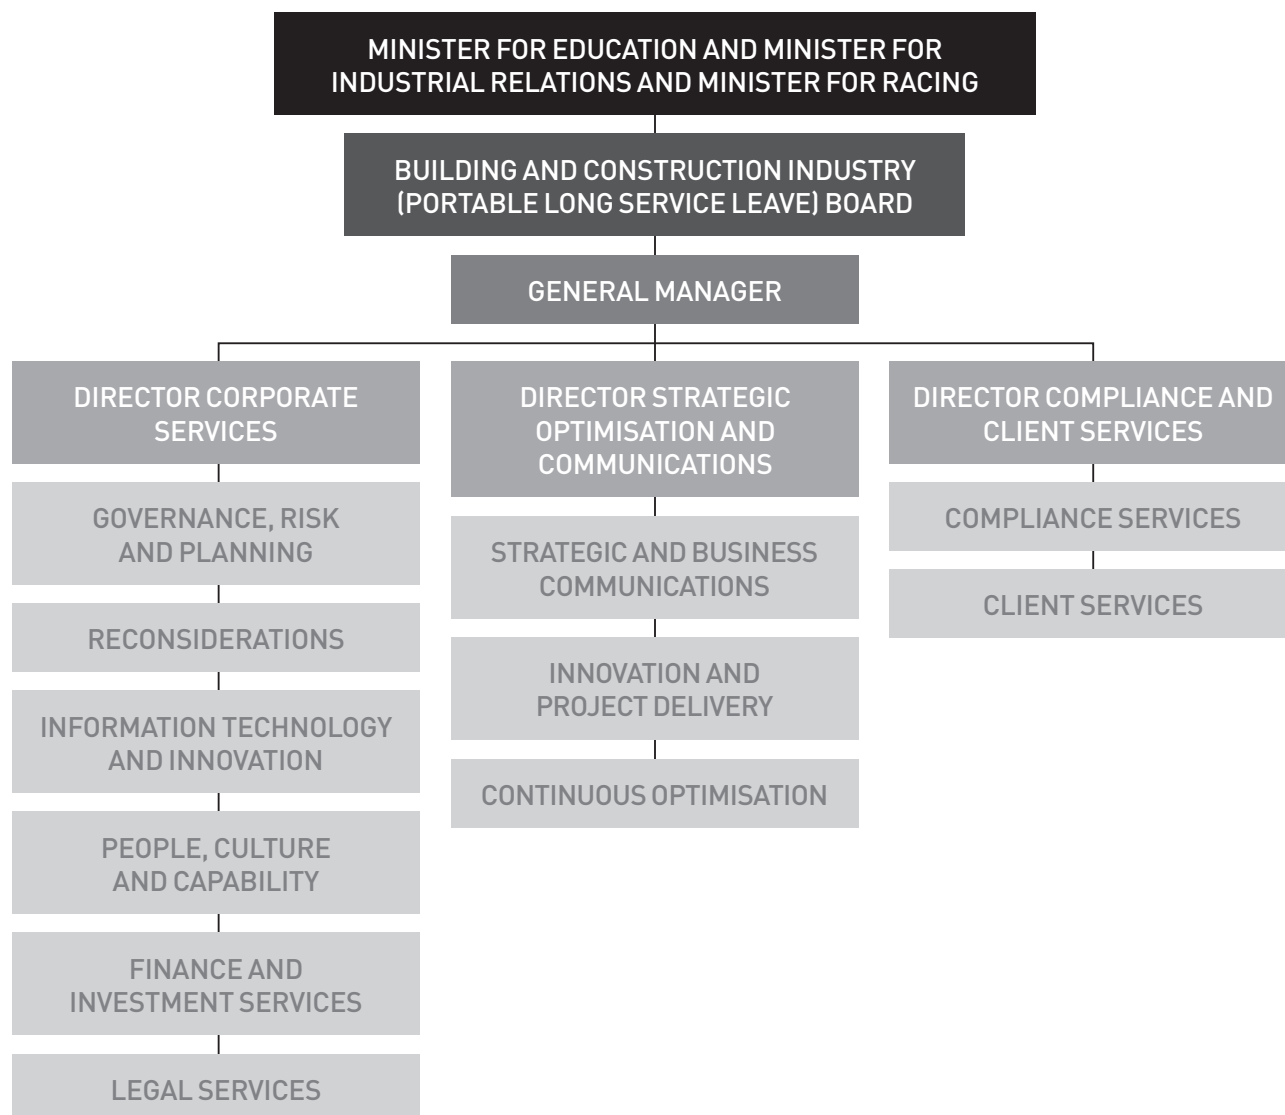 MINISTER FOR EDUCATION AND MINISTER FOR
INDUSTRIAL RELATIONS AND MINISTER FOR RACING
BUILDING AND CONSTRUCTION INDUSTRY
(PORTABLE LONG SERVICE LEAVE) BOARD
GENERAL MANAGER
DIRECTOR CORPORATE
SERVICES
GOVERNANCE, RISK
AND PLANNING
RECONSIDERATIONS
INFORMATION TECHNOLOGY
AND INNOVATION
PEOPLE, CULTURE
AND CAPABILITY
FINANCE AND
INVESTMENT SERVICES
LEGAL SERVICES
DIRECTOR STRATEGIC
OPTIMISATION AND
COMMUNICATIONS
STRATEGIC AND BUSINESS
COMMUNICATIONS
INNOVATION AND
PROJECT DELIVERY
CONTINUOUS OPTIMISATION
DIRECTOR COMPLIANCE AND
CLIENT SERVICES
COMPLIANCE SERVICES
CLIENT SERVICES